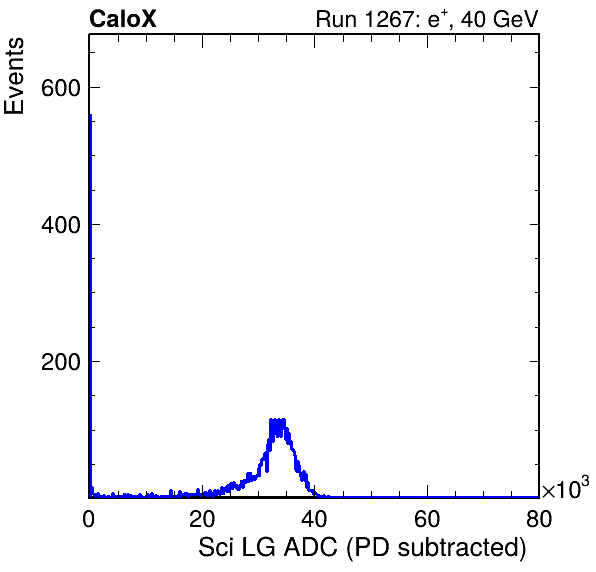 CaloX Run 1267: e⁺, 40 GeV
Events
600
400
200
0 20 40 60 80
×10³
Sci LG ADC (PD subtracted)